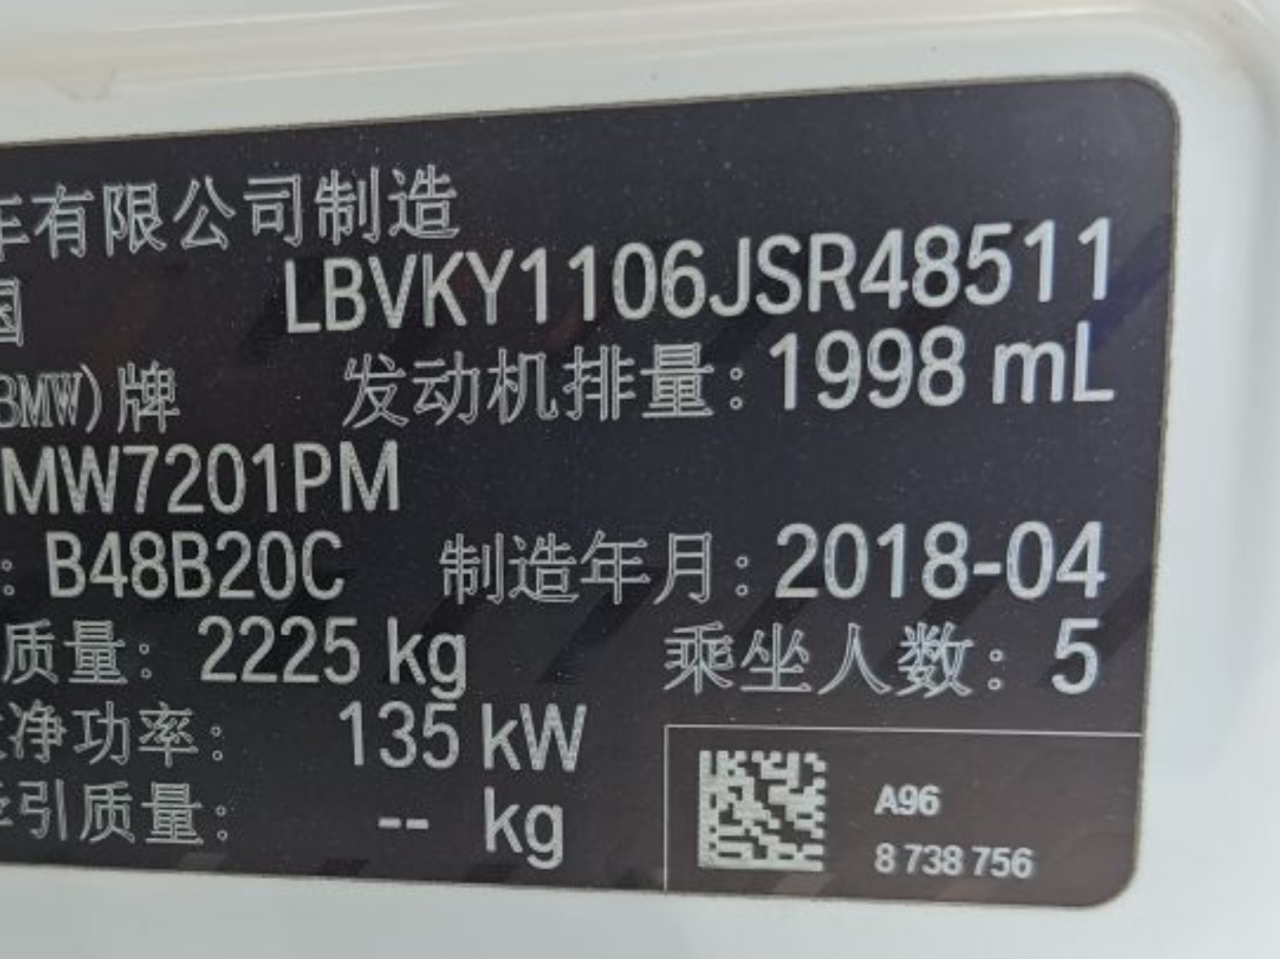 车有限公司制造
国 LBVKY1106JSR48511
(BMW)牌 发动机排量: 1998 mL
MW7201PM
: B48B20C 制造年月: 2018-04
质量: 2225 kg 乘坐人数: 5
净功率: 135 kW
牵引质量: -- kg
A96
8 738 756